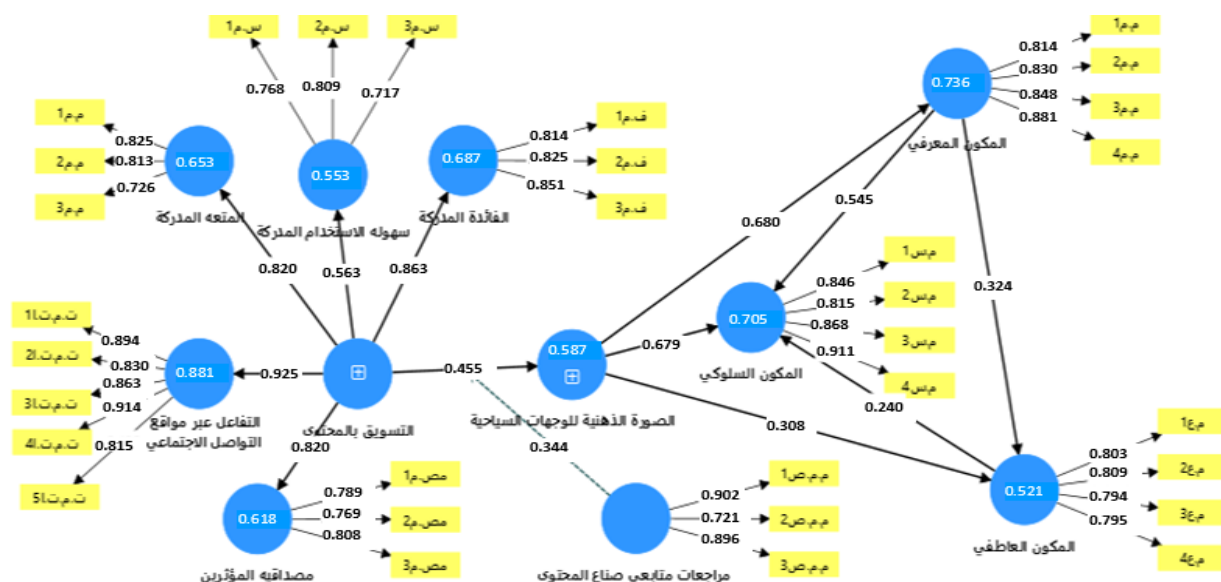 س.م1
س.م2
س.م3
0.768
0.809
0.717
م.م1
م.م2
م.م3
0.825
0.813
0.726
0.653
المتعه المدركة
0.553
سهوله الاستخدام المدركة
0.687
الفائدة المدركة
0.814
0.825
0.851
ف.م1
ف.م2
ف.م3
0.820
0.563
0.863
م.م1
م.م2
م.م3
م.م4
0.814
0.830
0.848
0.881
0.736
المكون المعرفي
0.680
0.545
0.324
ت.م.ت.ا1
ت.م.ت.ا2
ت.م.ت.ا3
ت.م.ت.ا4
ت.م.ت.ا5
0.894
0.830
0.863
0.914
0.815
0.881
التفاعل عبر مواقع
التواصل الاجتماعي
0.925
التسويق بالمحتوى
0.455
0.587
الصورة الذهنية للوجهات السياحية
0.679
0.705
المكون السلوكي
0.846
0.815
0.868
0.911
م.س1
م.س2
م.س3
م.س4
0.240
0.308
0.820
0.344
0.618
مصداقيه المؤثرين
0.789
0.769
0.808
مص.م1
مص.م2
مص.م3
مراجعات متابعي صناع المحتوى
0.902
0.721
0.896
م.م.ص1
م.م.ص2
م.م.ص3
0.521
المكون العاطفي
0.803
0.809
0.794
0.795
م.ع1
م.ع2
م.ع3
م.ع4